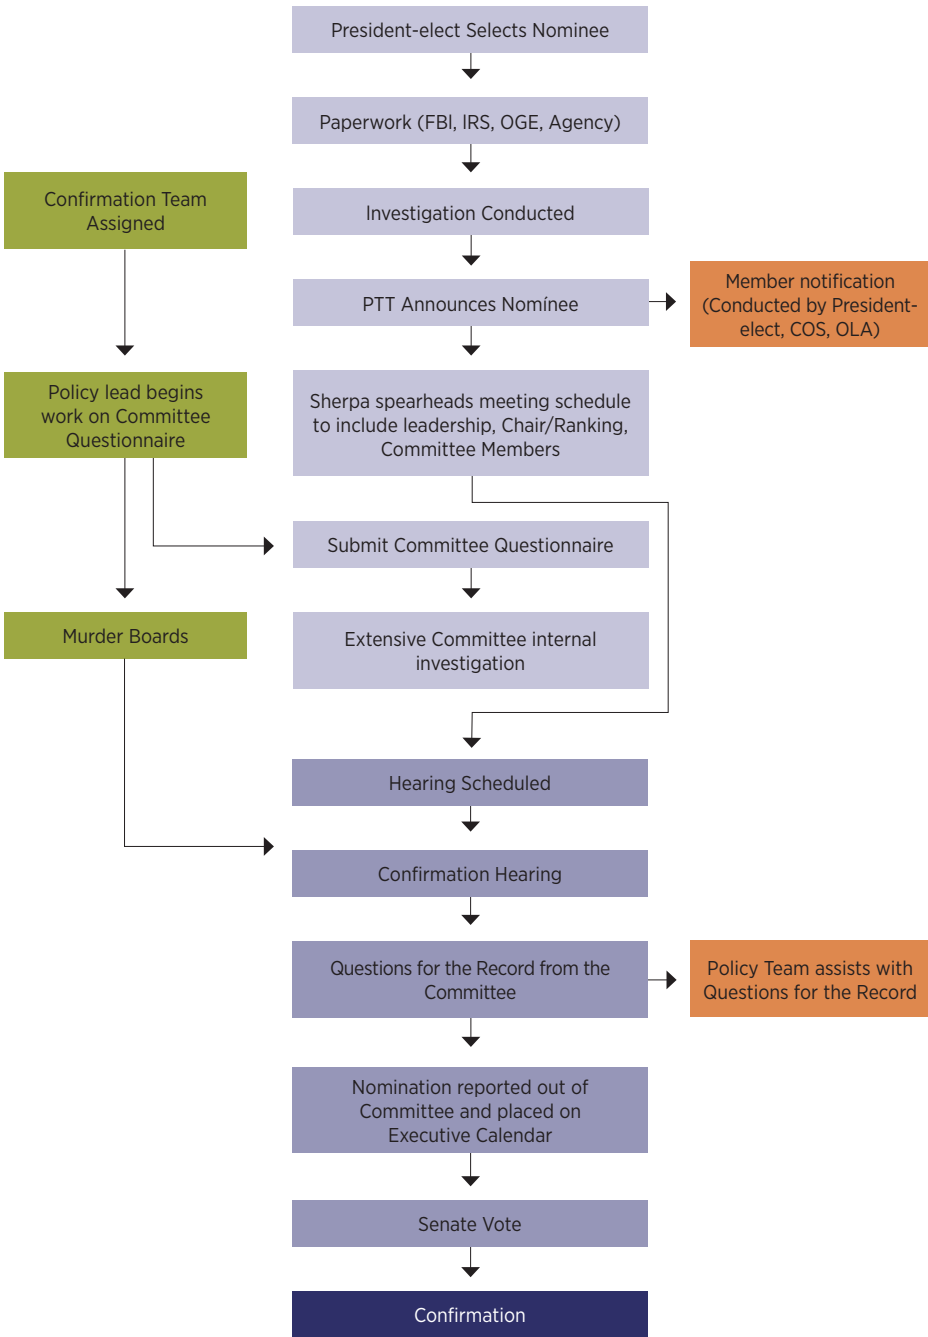 President-elect Selects Nominee
Paperwork (FBI, IRS, OGE, Agency)
Confirmation Team
Assigned
Investigation Conducted
PTT Announces Nomínee
Member notification
(Conducted by President-
elect, COS, OLA)
Policy lead begins
work on Committee
Questionnaire
Sherpa spearheads meeting schedule
to include leadership, Chair/Ranking,
Committee Members
Submit Committee Questionnaire
Murder Boards
Extensive Committee internal
investigation
Hearing Scheduled
Confirmation Hearing
Questions for the Record from the
Committee
Policy Team assists with
Questions for the Record
Nomination reported out of
Committee and placed on
Executive Calendar
Senate Vote
Confirmation